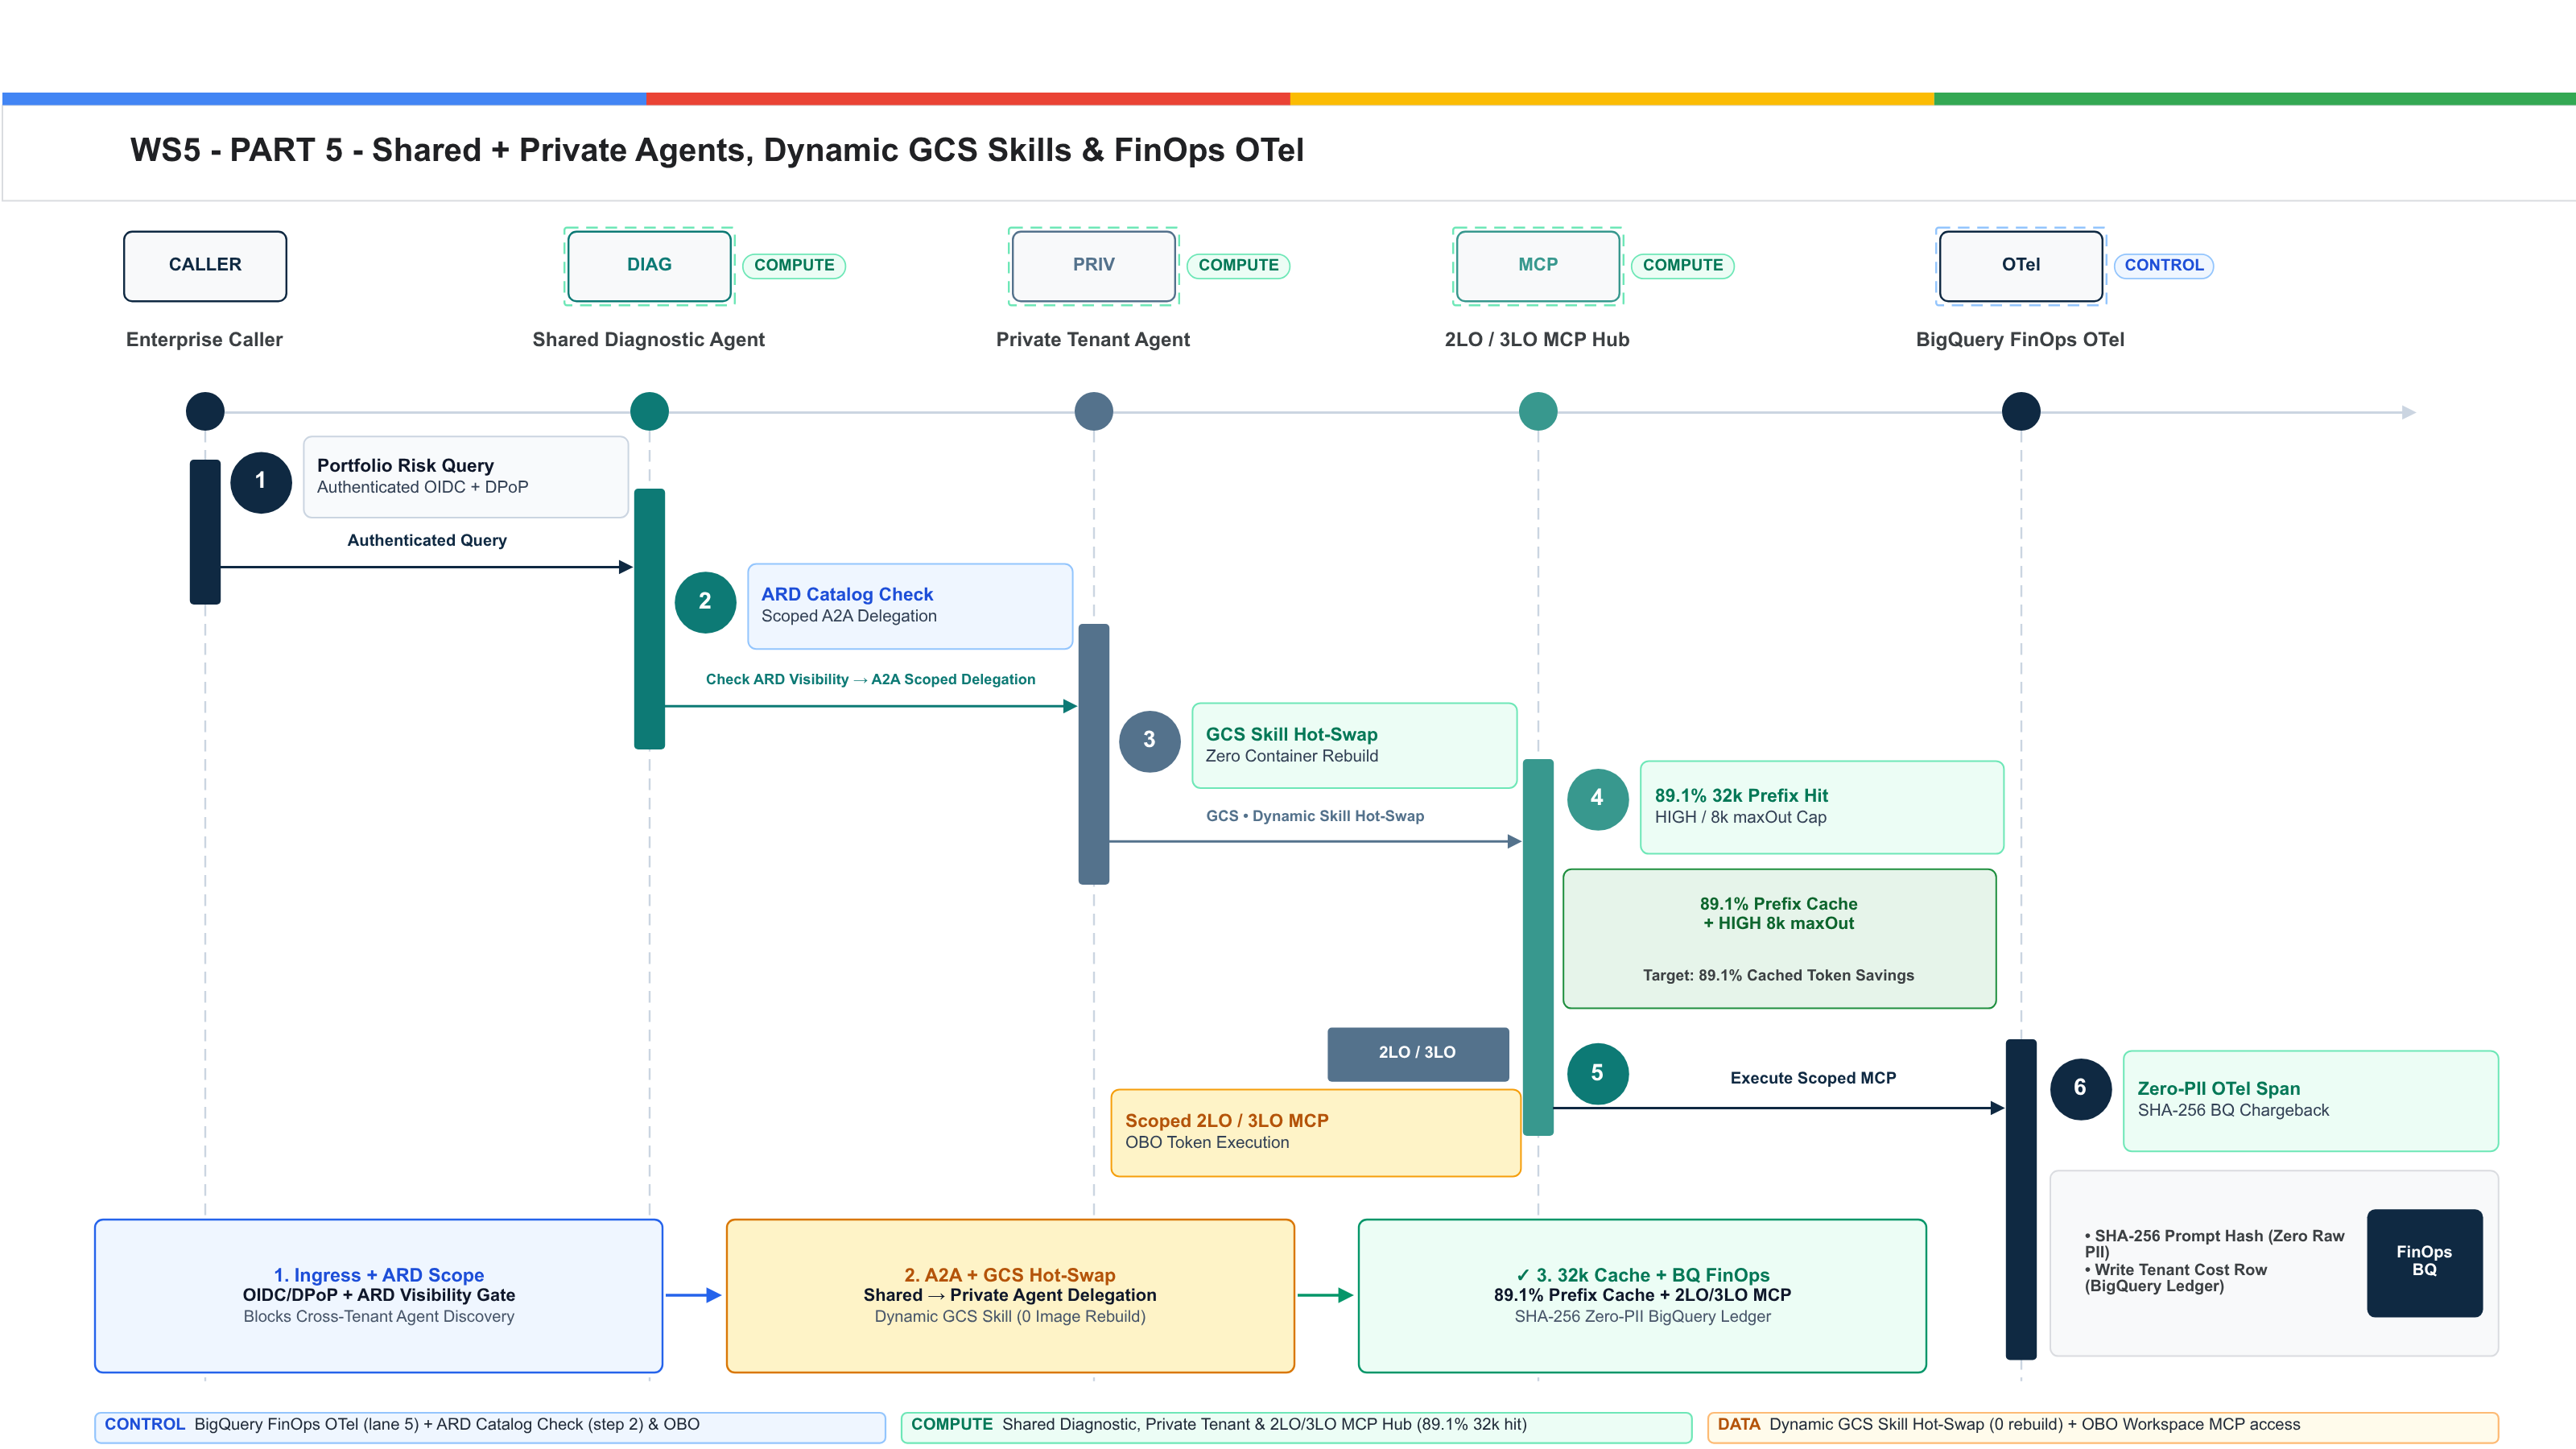 WS5 - PART 5 - Shared + Private Agents, Dynamic GCS Skills & FinOps OTel
CALLER
DIAG
COMPUTE
PRIV
COMPUTE
MCP
COMPUTE
OTel
CONTROL
Enterprise Caller
Shared Diagnostic Agent
Private Tenant Agent
2LO / 3LO MCP Hub
BigQuery FinOps OTel
1
Portfolio Risk Query
Authenticated OIDC + DPoP
Authenticated Query
2
ARD Catalog Check
Scoped A2A Delegation
Check ARD Visibility → A2A Scoped Delegation
3
GCS Skill Hot-Swap
Zero Container Rebuild
GCS • Dynamic Skill Hot-Swap
4
89.1% 32k Prefix Hit
HIGH / 8k maxOut Cap
89.1% Prefix Cache
+ HIGH 8k maxOut
Target: 89.1% Cached Token Savings
2LO / 3LO
5
Execute Scoped MCP
Scoped 2LO / 3LO MCP
OBO Token Execution
6
Zero-PII OTel Span
SHA-256 BQ Chargeback
• SHA-256 Prompt Hash (Zero Raw
PII)
• Write Tenant Cost Row
(BigQuery Ledger)
FinOps
BQ
1. Ingress + ARD Scope
OIDC/DPoP + ARD Visibility Gate
Blocks Cross-Tenant Agent Discovery
2. A2A + GCS Hot-Swap
Shared → Private Agent Delegation
Dynamic GCS Skill (0 Image Rebuild)
✓ 3. 32k Cache + BQ FinOps
89.1% Prefix Cache + 2LO/3LO MCP
SHA-256 Zero-PII BigQuery Ledger
CONTROL BigQuery FinOps OTel (lane 5) + ARD Catalog Check (step 2) & OBO
COMPUTE Shared Diagnostic, Private Tenant & 2LO/3LO MCP Hub (89.1% 32k hit)
DATA Dynamic GCS Skill Hot-Swap (0 rebuild) + OBO Workspace MCP access